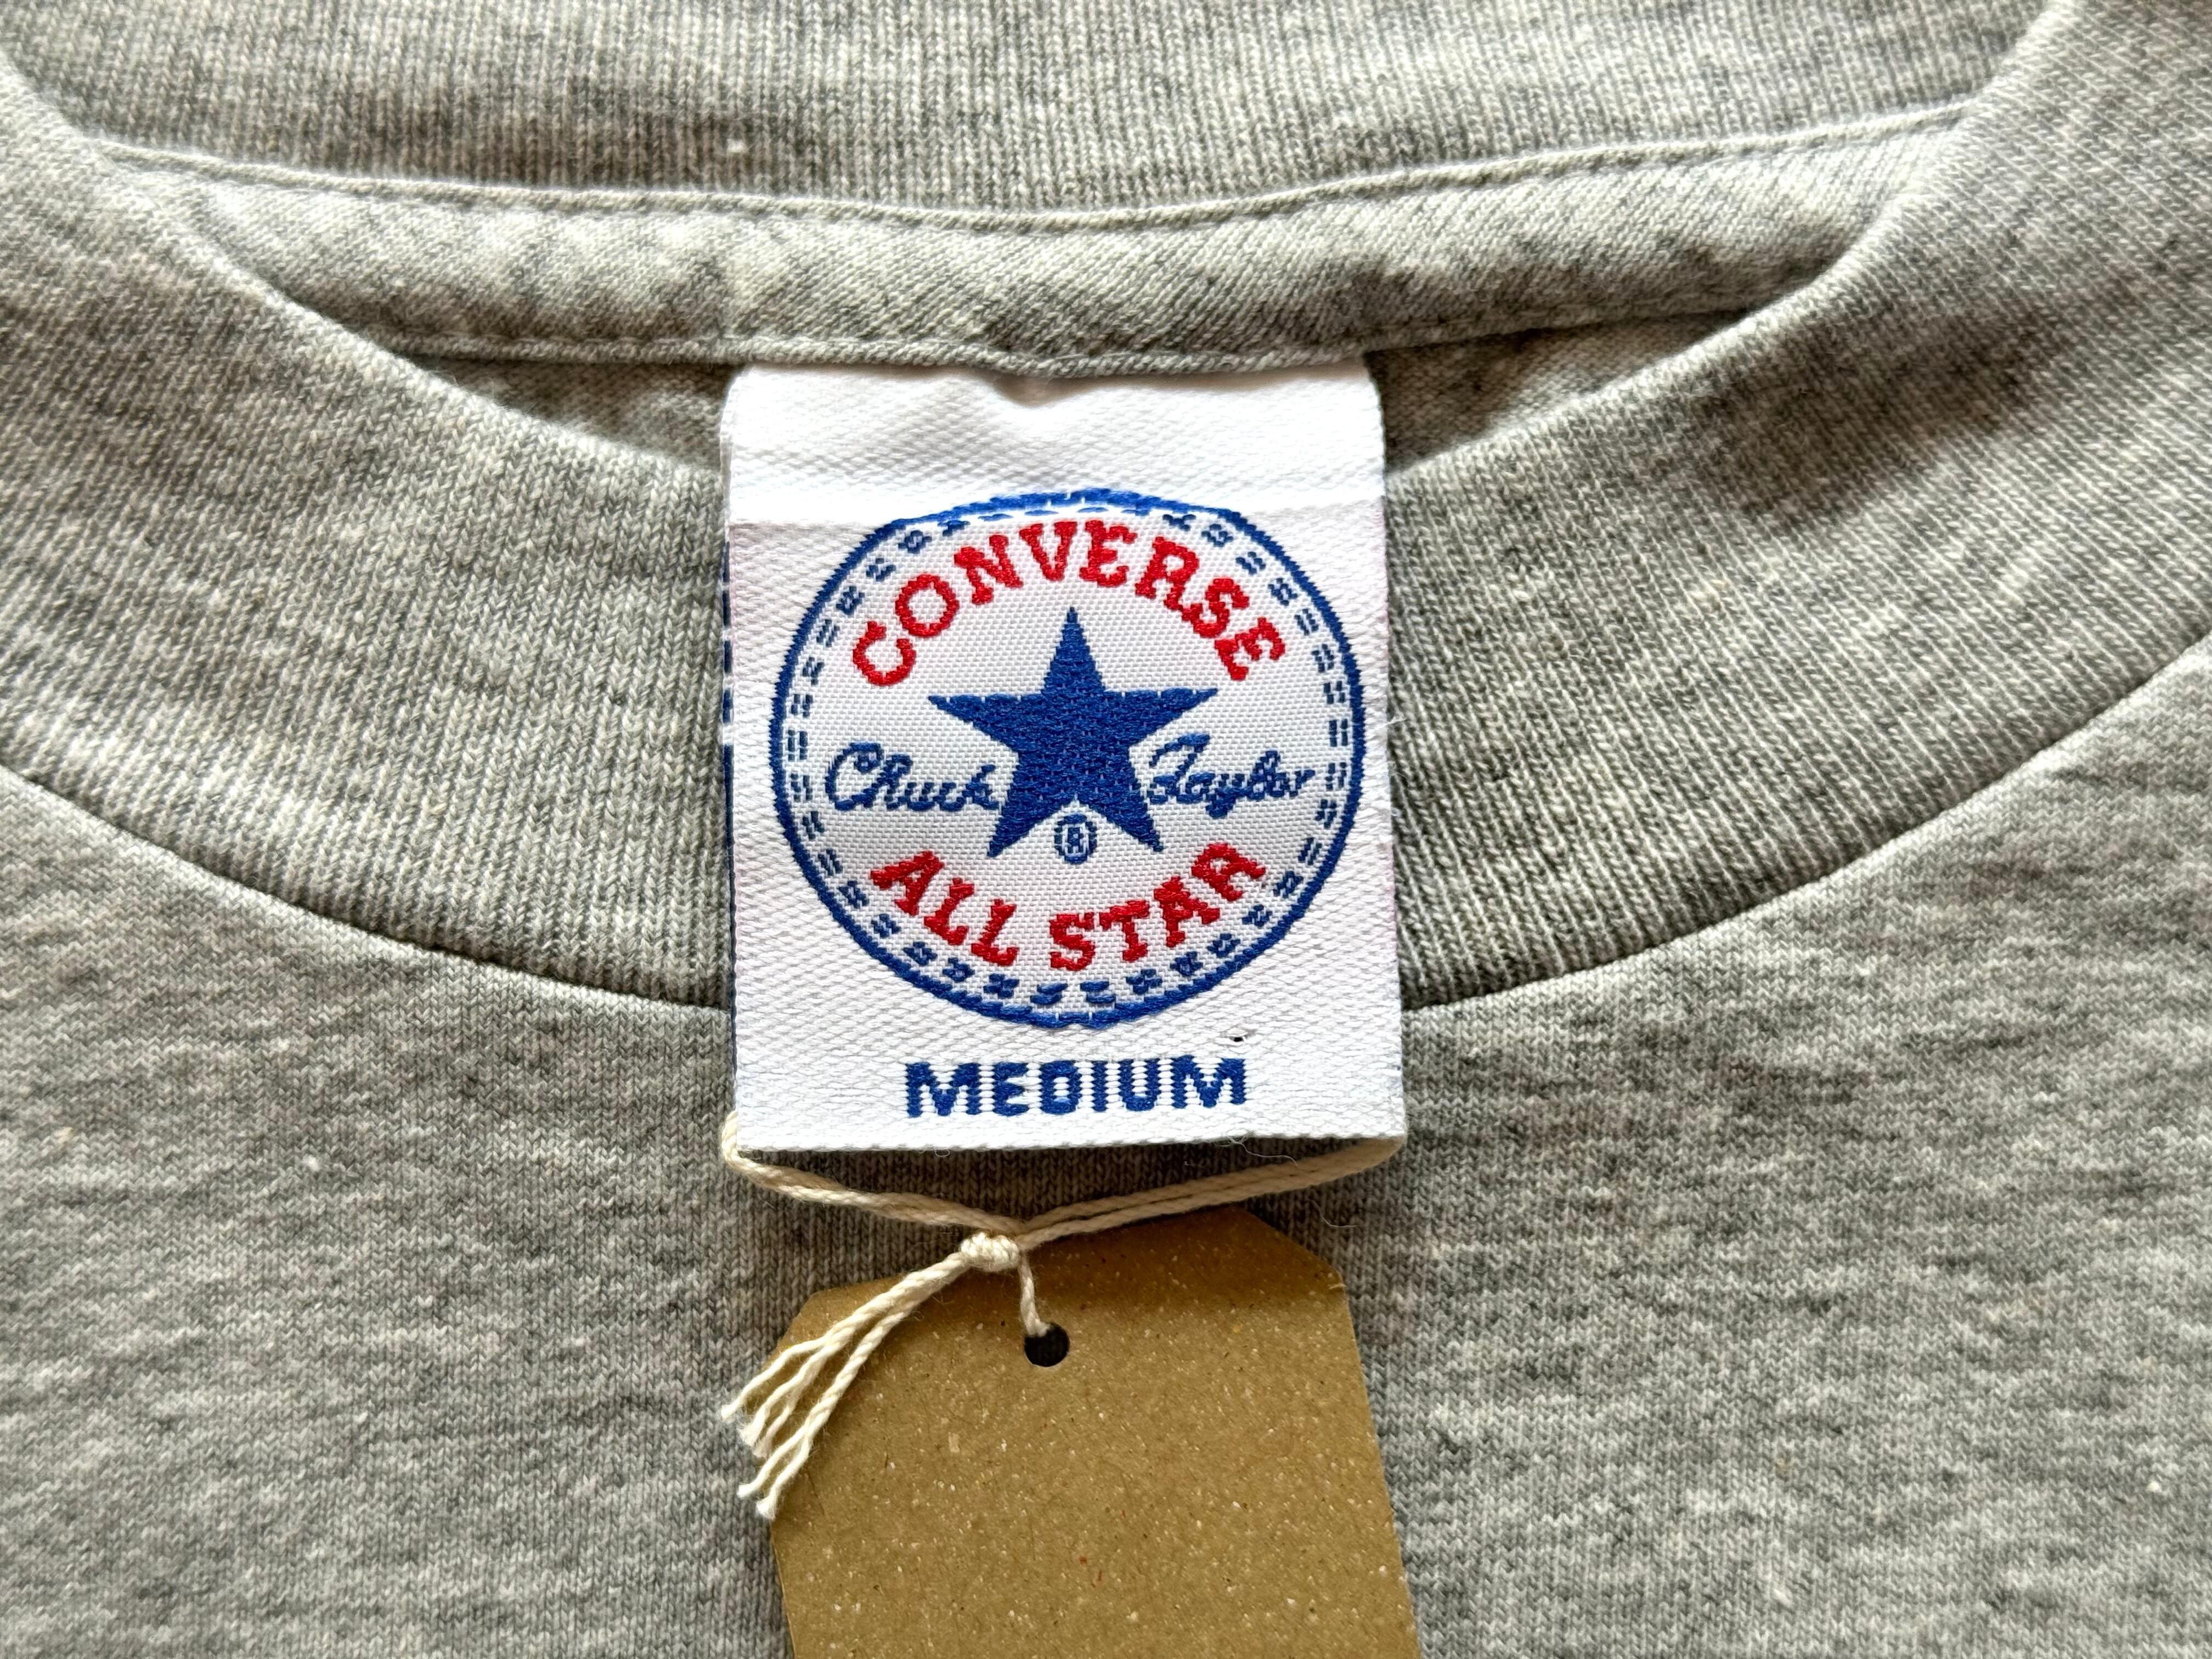 CONVERSE
Chuck Taylor
®
ALL STAR
MEDIUM